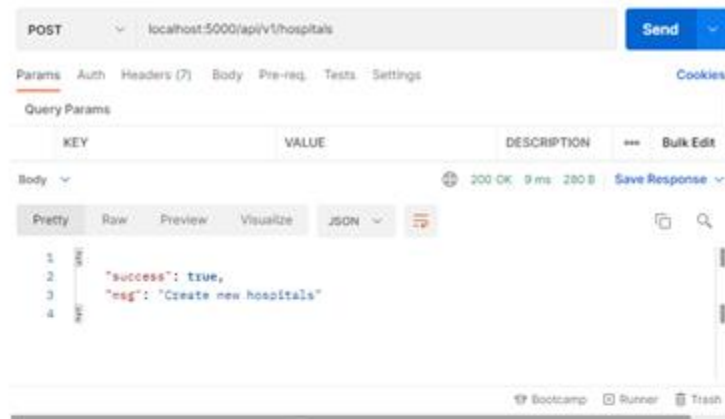 POST localhost:5000/api/v1/hospitals Send
Params Auth Headers (7) Body Pre-req. Tests Settings Cookies
Query Params
KEY VALUE DESCRIPTION ••• Bulk Edit
Body 200 OK 9 ms 280 B Save Response
Pretty Raw Preview Visualize JSON
1 {
2 "success": true,
3 "msg": "Create new hospitals"
4 }
Bootcamp Runner Trash